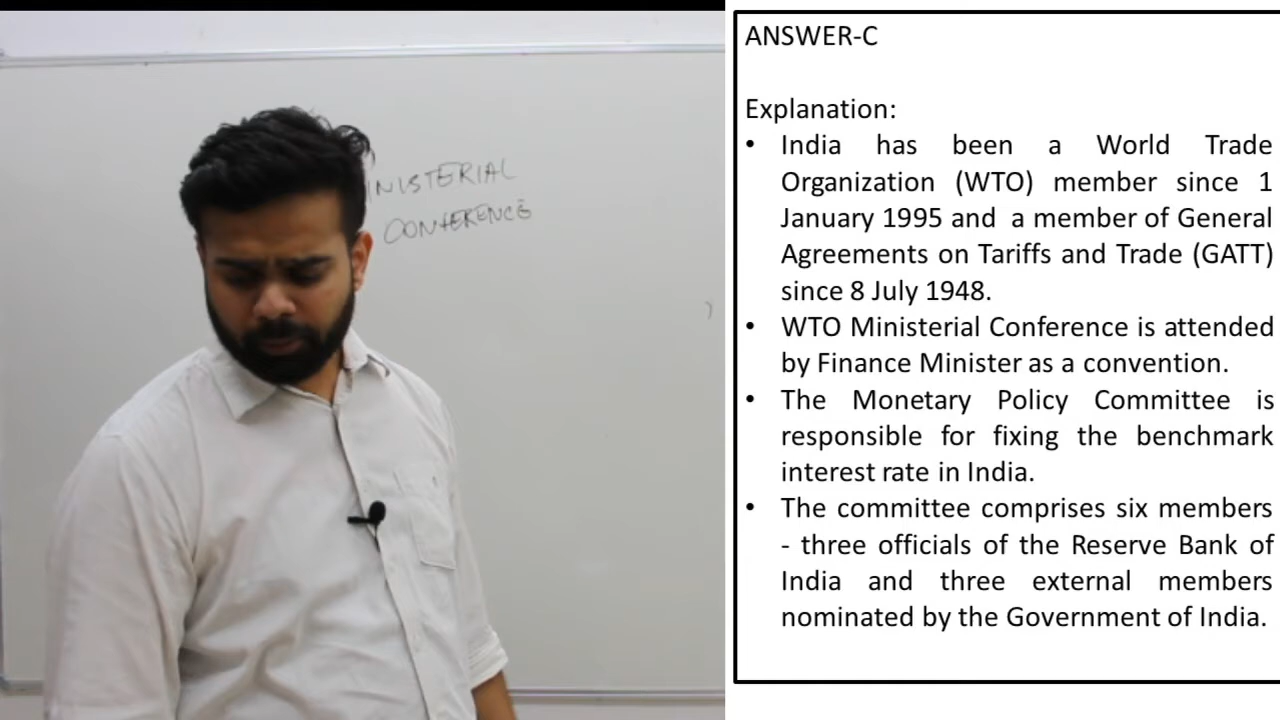 INISTERIAL
CONFERENCE
ANSWER-C
Explanation:
• India has been a World Trade
Organization (WTO) member since 1
January 1995 and a member of General
Agreements on Tariffs and Trade (GATT)
since 8 July 1948.
• WTO Ministerial Conference is attended
by Finance Minister as a convention.
• The Monetary Policy Committee is
responsible for fixing the benchmark
interest rate in India.
• The committee comprises six members
- three officials of the Reserve Bank of
India and three external members
nominated by the Government of India.